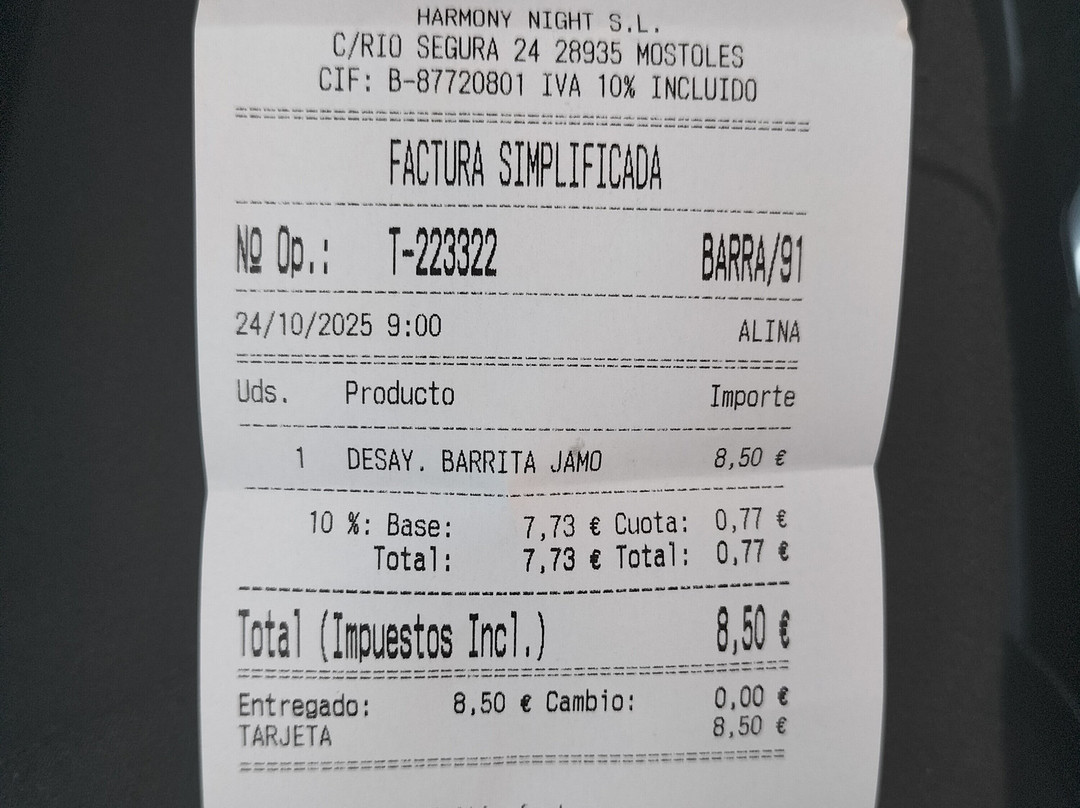 HARMONY NIGHT S.L.
C/RIO SEGURA 24 28935 MOSTOLES
CIF: B-87720801 IVA 10% INCLUIDO
FACTURA SIMPLIFICADA
Nº Op.: T-223322 BARRA/91
24/10/2025 9:00 ALINA
Uds. Producto Importe
1 DESAY. BARRITA JAMO 8,50 €
10 %: Base: 7,73 € Cuota: 0,77 €
Total: 7,73 € Total: 0,77 €
Total (Impuestos Incl.) 8,50 €
Entregado: 8,50 € Cambio: 0,00 €
TARJETA 8,50 €